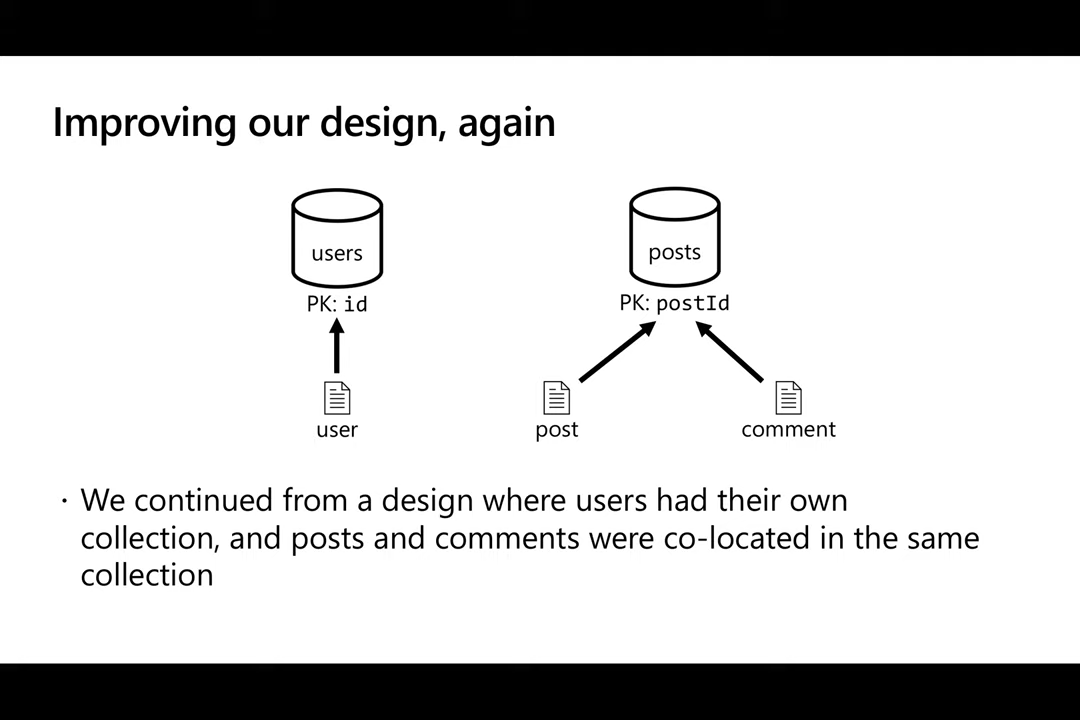 Improving our design, again
users
posts
PK: id
PK: postId
user
post
comment
· We continued from a design where users had their own
collection, and posts and comments were co-located in the same
collection